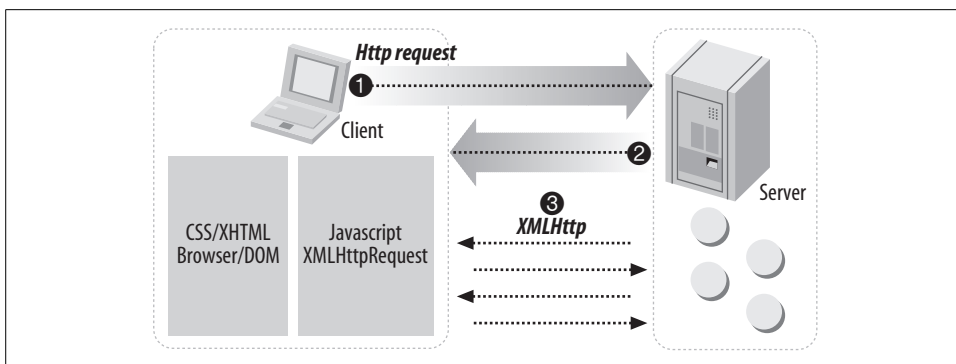 Http request
1
Client
2
Server
3
XMLHttp
CSS/XHTML
Browser/DOM
Javascript
XMLHttpRequest